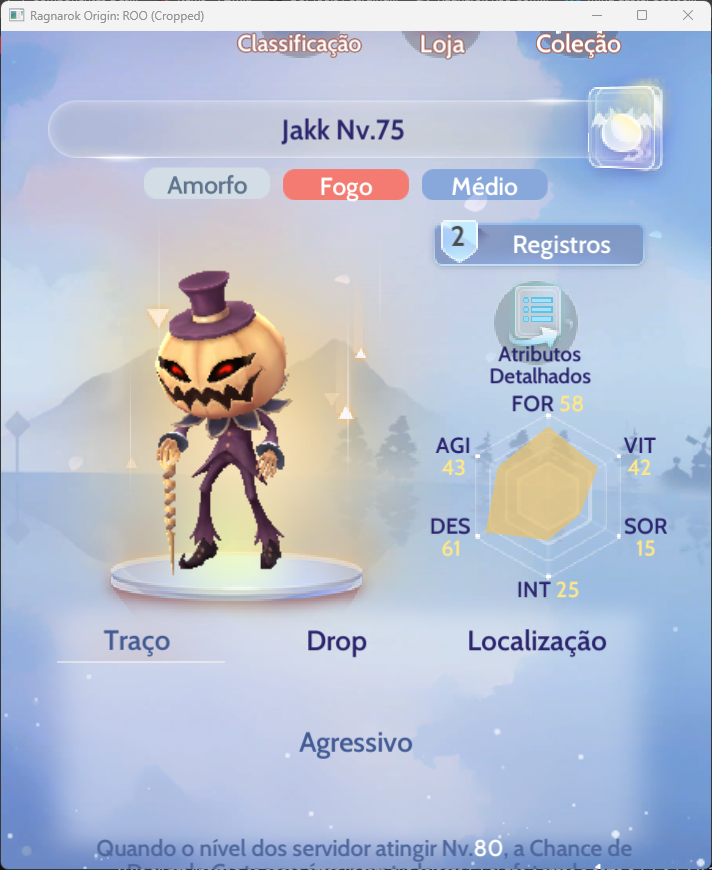 Ragnarok Origin: ROO (Cropped)
Classificação Loja Coleção
Jakk Nv.75
Amorfo Fogo Médio
2 Registros
Atributos
Detalhados
FOR 58
AGI VIT
43 42
DES SOR
61 15
INT 25
Traço Drop Localização
Agressivo
Quando o nível dos servidor atingir Nv.80, a Chance de